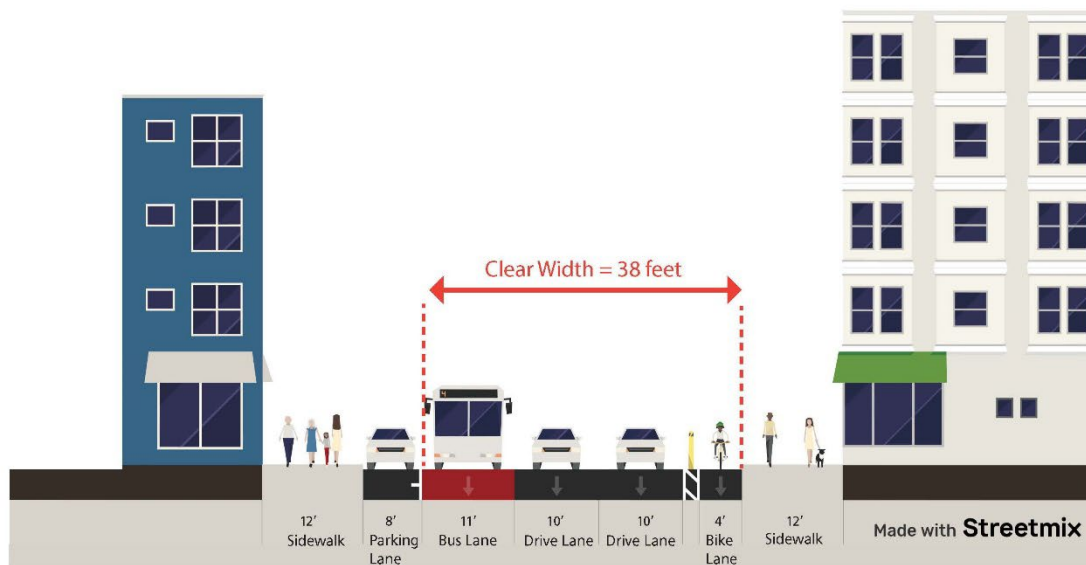 Clear Width = 38 feet
4
12’
Sidewalk
8’
Parking
Lane
11’
Bus Lane
10’
Drive Lane
10’
Drive Lane
4’
Bike
Lane
12’
Sidewalk
Made with Streetmix